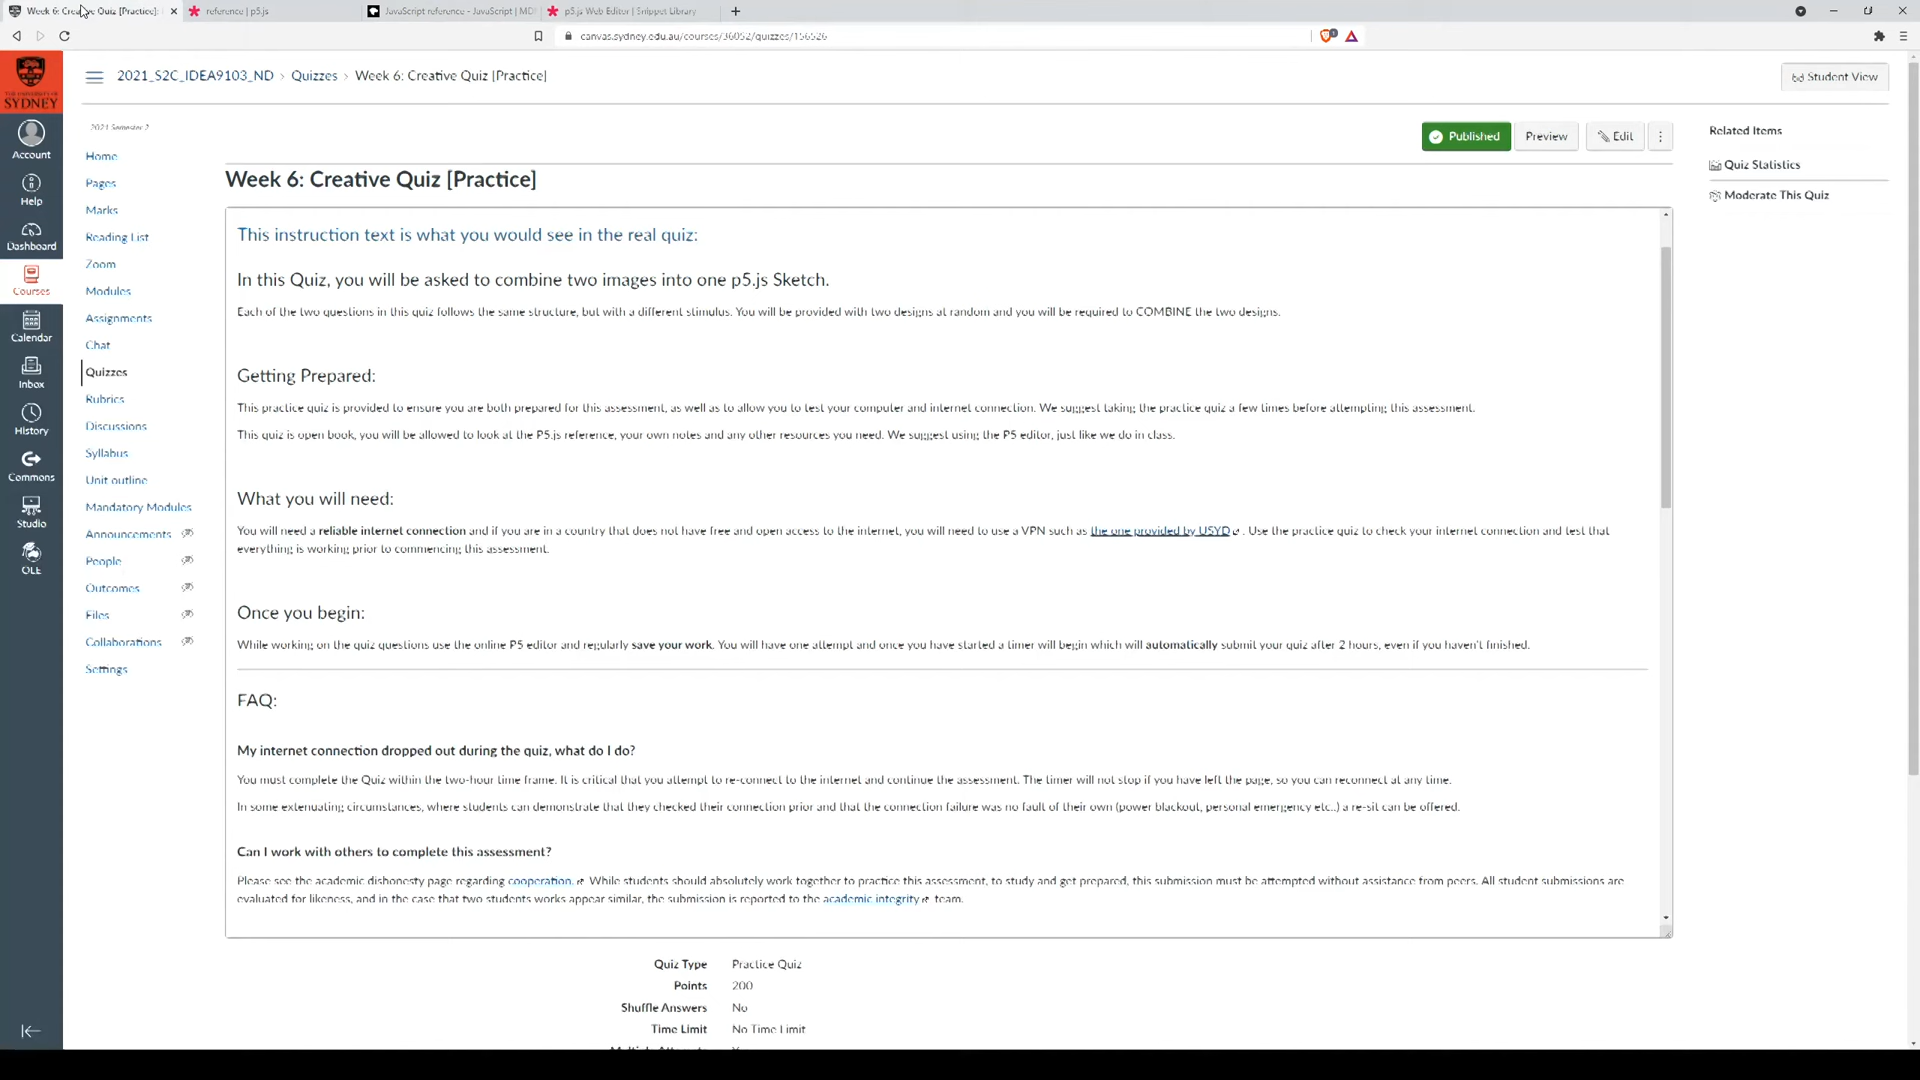 Week 6: Creative Quiz [Practice]:
reference | p5.js
JavaScript reference - JavaScript | MD
p5.js Web Editor | Snippet Library
canvas.sydney.edu.au/courses/36052/quizzes/156526
THE UNIVERSITY OF
SYDNEY
2021_S2C_IDEA9103_ND › Quizzes › Week 6: Creative Quiz [Practice]
Student View
Account
Help
Dashboard
Courses
Calendar
Inbox
History
Commons
Studio
OLE
2021 Semester 2
Home
Pages
Marks
Reading List
Zoom
Modules
Assignments
Chat
Quizzes
Rubrics
Discussions
Syllabus
Unit outline
Mandatory Modules
Announcements
People
Outcomes
Files
Collaborations
Settings
Published
Preview
Edit
Related Items
Quiz Statistics
Moderate This Quiz
Week 6: Creative Quiz [Practice]
This instruction text is what you would see in the real quiz:
In this Quiz, you will be asked to combine two images into one p5.js Sketch.
Each of the two questions in this quiz follows the same structure, but with a different stimulus. You will be provided with two designs at random and you will be required to COMBINE the two designs.
Getting Prepared:
This practice quiz is provided to ensure you are both prepared for this assessment, as well as to allow you to test your computer and internet connection. We suggest taking the practice quiz a few times before attempting this assessment.
This quiz is open book, you will be allowed to look at the P5.js reference, your own notes and any other resources you need. We suggest using the P5 editor, just like we do in class.
What you will need:
You will need a reliable internet connection and if you are in a country that does not have free and open access to the internet, you will need to use a VPN such as the one provided by USYD . Use the practice quiz to check your internet connection and test that
everything is working prior to commencing this assessment.
Once you begin:
While working on the quiz questions use the online P5 editor and regularly save your work. You will have one attempt and once you have started a timer will begin which will automatically submit your quiz after 2 hours, even if you haven't finished.
FAQ:
My internet connection dropped out during the quiz, what do I do?
You must complete the Quiz within the two-hour time frame. It is critical that you attempt to re-connect to the internet and continue the assessment. The timer will not stop if you have left the page, so you can reconnect at any time.
In some extenuating circumstances, where students can demonstrate that they checked their connection prior and that the connection failure was no fault of their own (power blackout, personal emergency etc..) a re-sit can be offered.
Can I work with others to complete this assessment?
Please see the academic dishonesty page regarding cooperation. While students should absolutely work together to practice this assessment, to study and get prepared, this submission must be attempted without assistance from peers. All student submissions are
evaluated for likeness, and in the case that two students works appear similar, the submission is reported to the academic integrity team.
Quiz Type Practice Quiz
Points 200
Shuffle Answers No
Time Limit No Time Limit